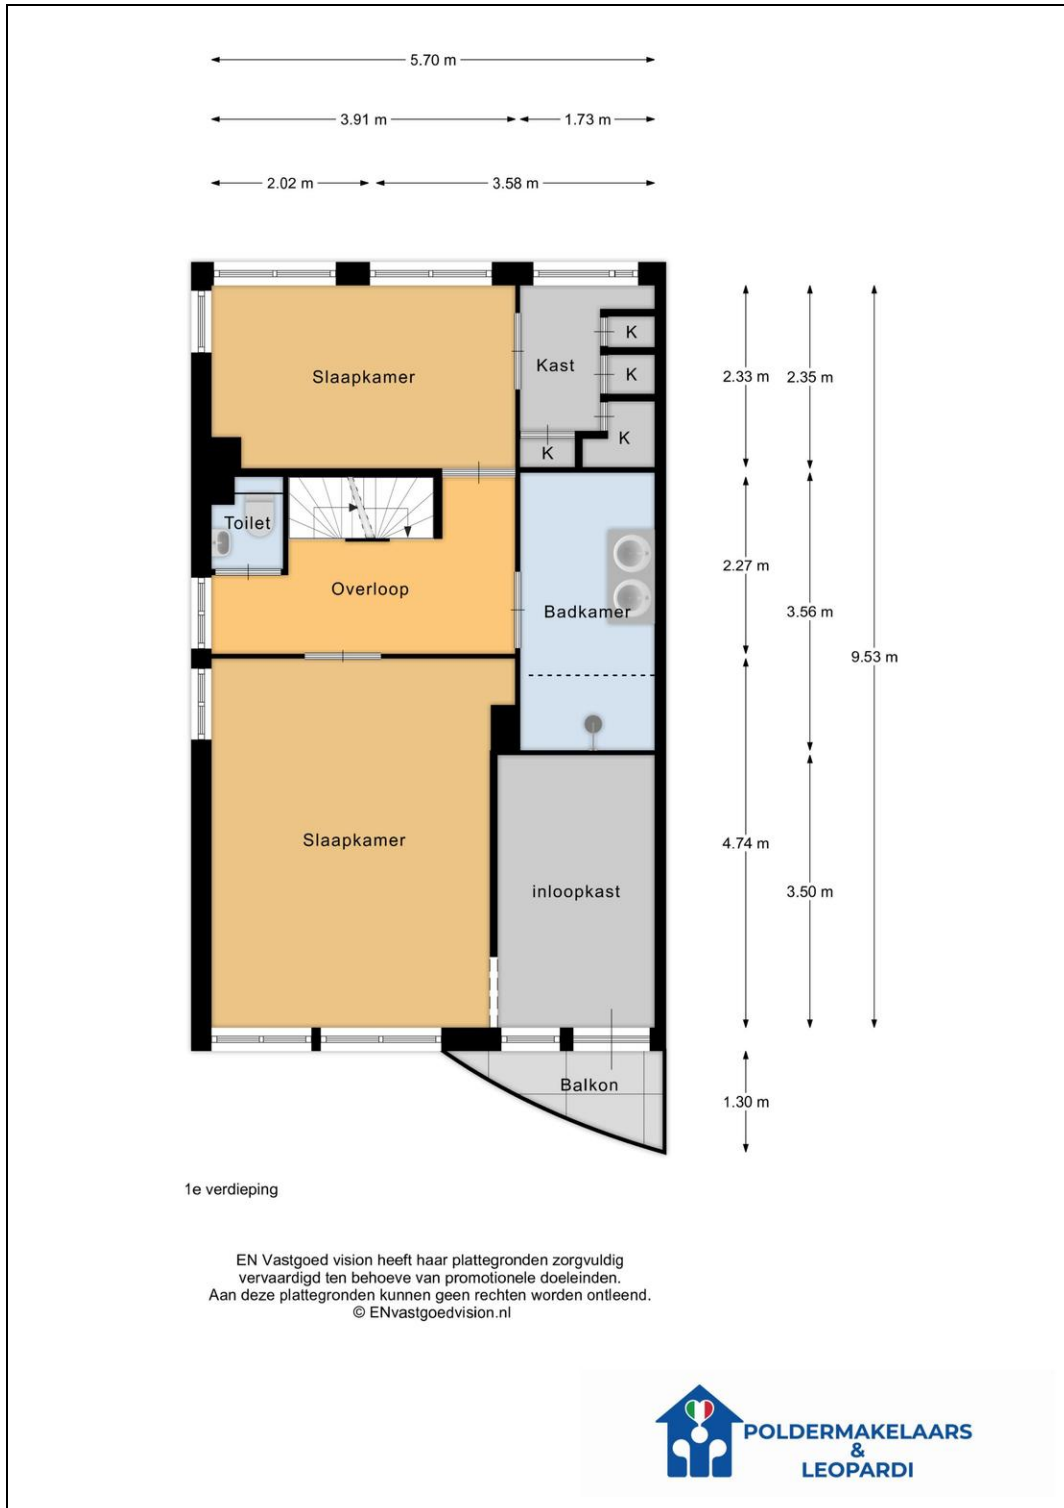 5.70 m
3.91 m
1.73 m
2.02 m
3.58 m
Slaapkamer
Kast
K
K
K
K
2.33 m
2.35 m
Toilet
Overloop
Badkamer
2.27 m
3.56 m
9.53 m
Slaapkamer
inloopkast
4.74 m
3.50 m
Balkon
1.30 m
1e verdieping
EN Vastgoed vision heeft haar plattegronden zorgvuldig
vervaardigd ten behoeve van promotionele doeleinden.
Aan deze plattegronden kunnen geen rechten worden ontleend.
© ENvastgoedvision.nl
POLDERMAKELAARS
&
LEOPARDI